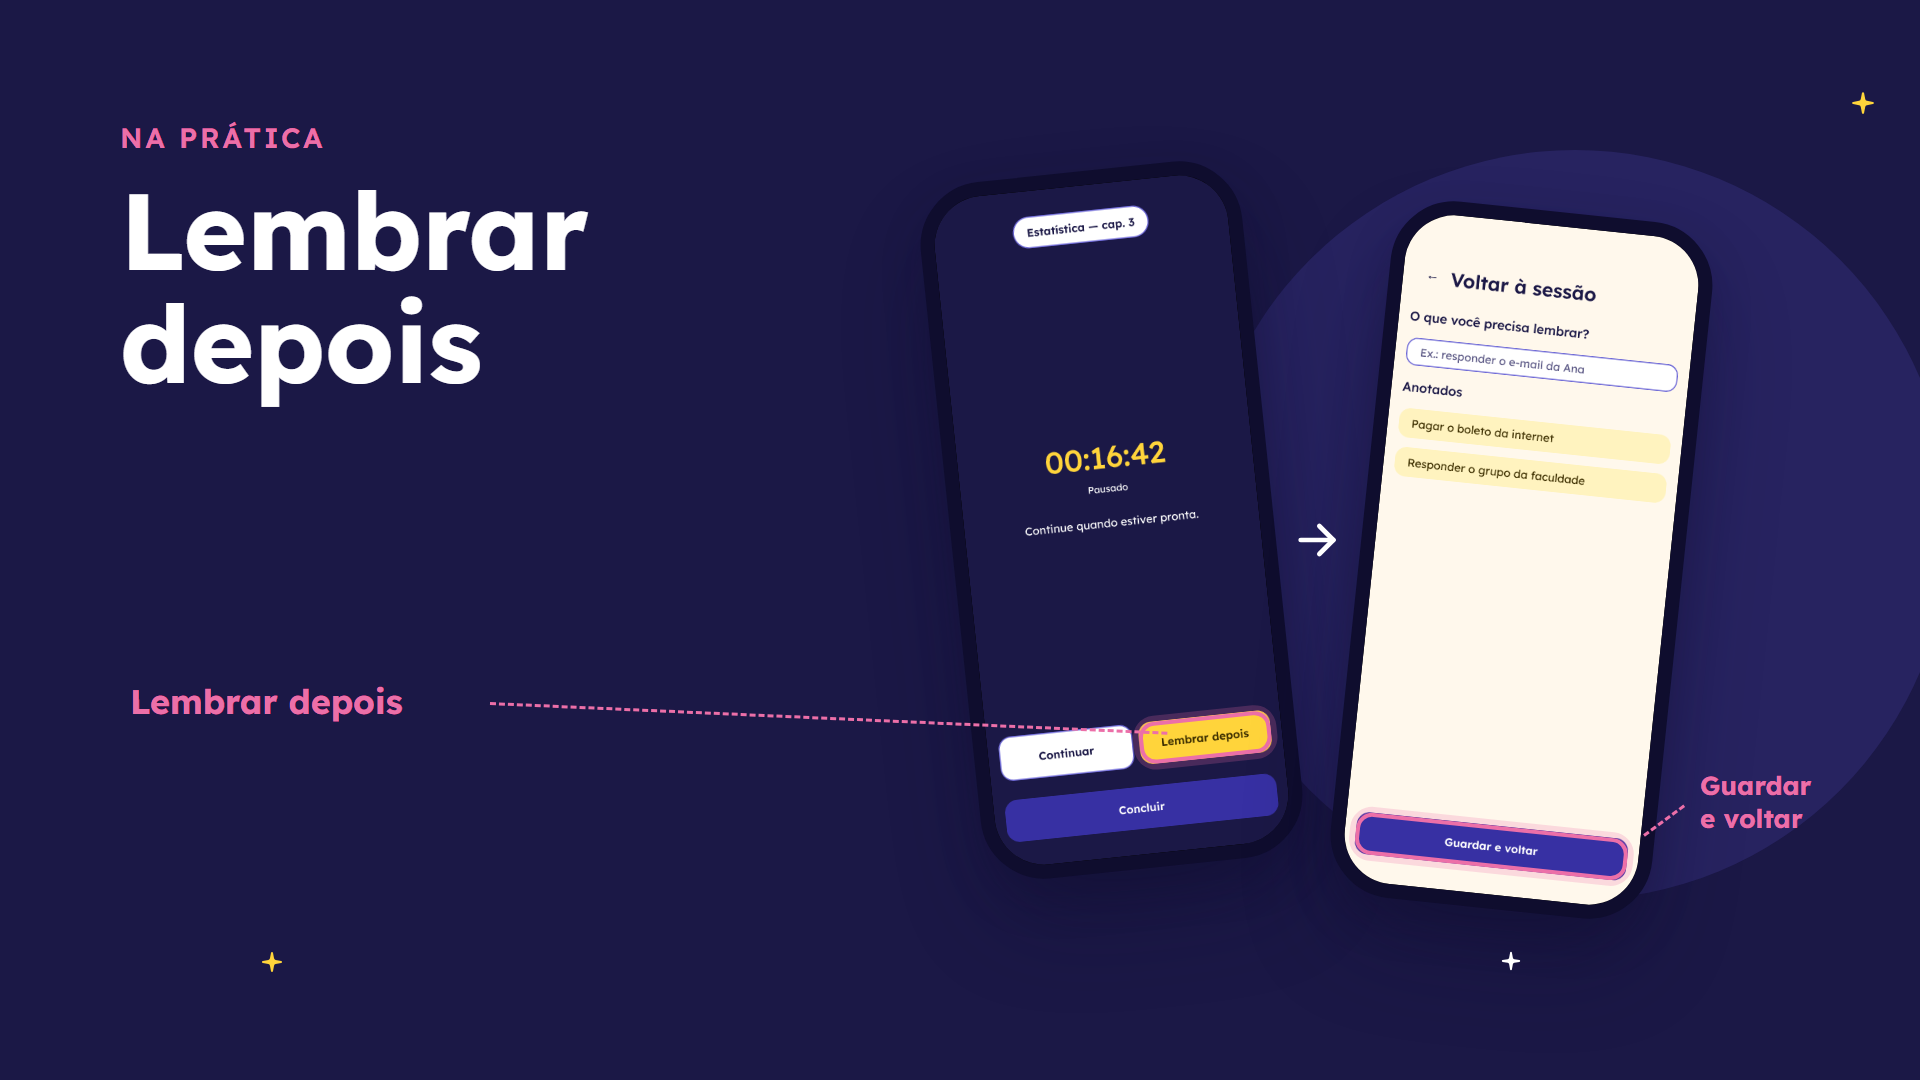 NA PRÁTICA
Lembrar
depois
Lembrar depois
Estatística — cap. 3
00:16:42
Pausado
Continue quando estiver pronta.
Continuar
Lembrar depois
Concluir
← Voltar à sessão
O que você precisa lembrar?
Ex.: responder o e-mail da Ana
Anotados
Pagar o boleto da internet
Responder o grupo da faculdade
Guardar e voltar
Guardar
e voltar